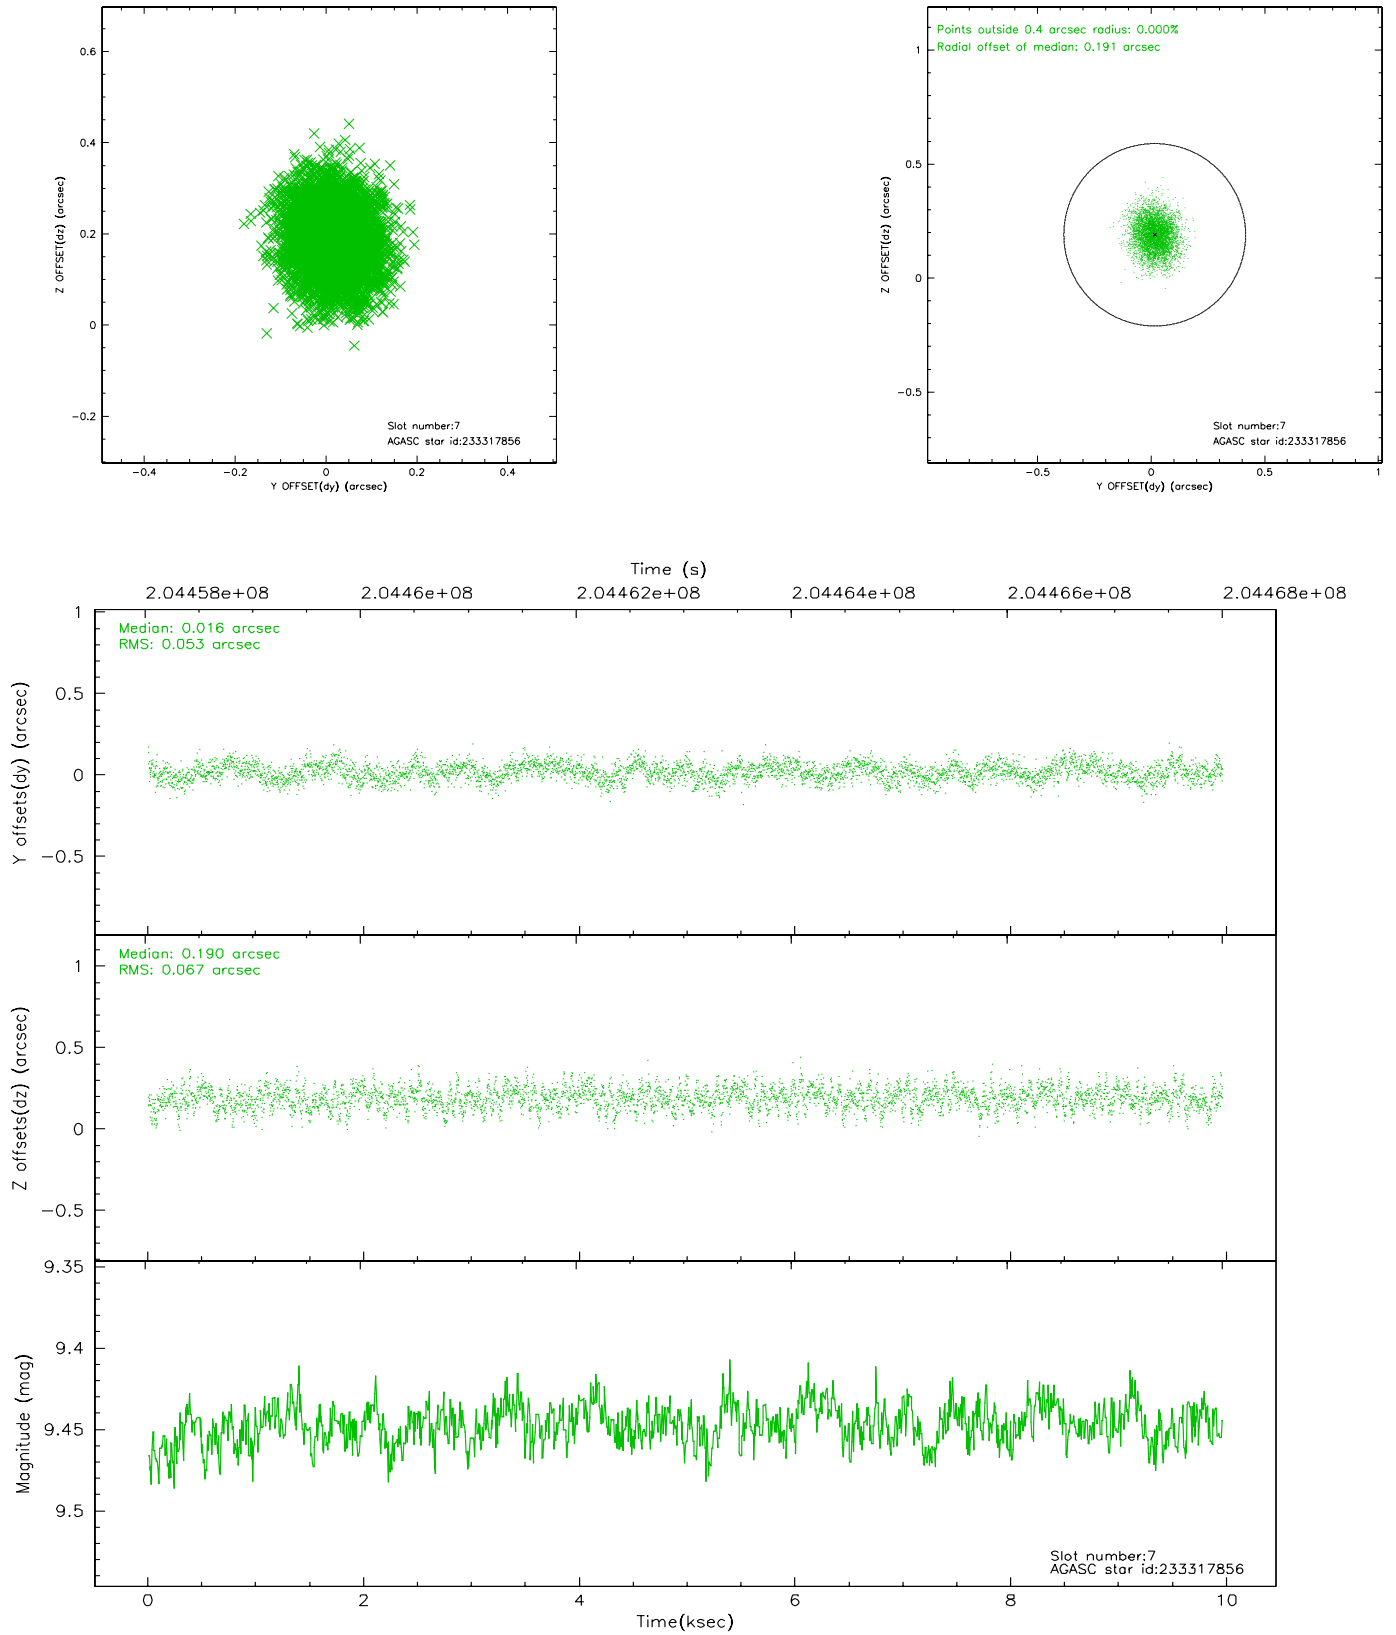 0.6
0.4
0.2
0
−0.2
−0.4
−0.2
0
0.2
0.4
Z OFFSET(dz) (arcsec)
Y OFFSET(dy) (arcsec)
Slot number:7
AGASC star id:233317856
Points outside 0.4 arcsec radius: 0.000%
Radial offset of median: 0.191 arcsec
1
0.5
0
−0.5
−0.5
0
0.5
1
Z OFFSET(dz) (arcsec)
Y OFFSET(dy) (arcsec)
Slot number:7
AGASC star id:233317856
Time (s)
2.04458e+08 2.0446e+08 2.04462e+08 2.04464e+08 2.04466e+08 2.04468e+08
Median: 0.016 arcsec
RMS: 0.053 arcsec
1
0.5
0
−0.5
Y offsets(dy) (arcsec)
Median: 0.190 arcsec
RMS: 0.067 arcsec
1
0.5
0
−0.5
Z offsets(dz) (arcsec)
9.35
9.4
9.45
9.5
Magnitude (mag)
Slot number:7
AGASC star id:233317856
0 2 4 6 8 10
Time(ksec)